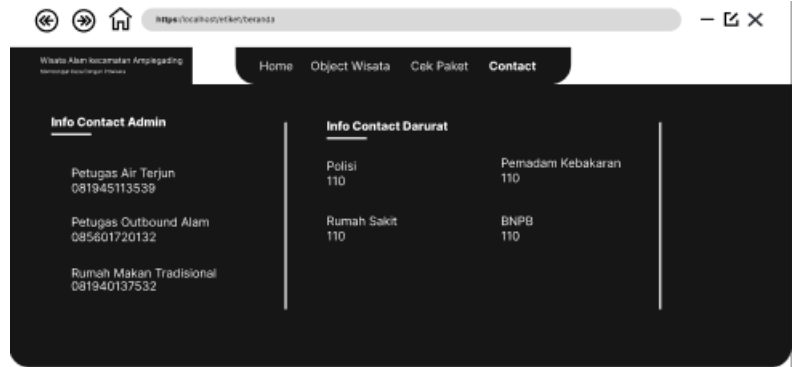 https:/localhost/etiket/beranda
Wisata Alam kecamatan Amplegading
Home Object Wisata Cek Paket Contact
Info Contact Admin
Petugas Air Terjun
081945113539
Petugas Outbound Alam
085601720132
Rumah Makan Tradisional
081940137532
Info Contact Darurat
Polisi
110
Pemadam Kebakaran
110
Rumah Sakit
110
BNPB
110